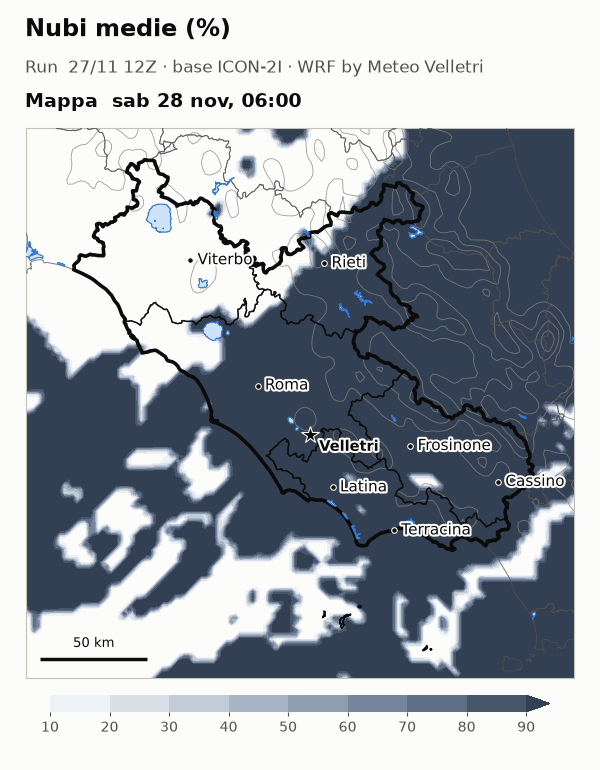 Nubi medie (%)
Run  27/11 12Z · base ICON-2I · WRF by Meteo Velletri
Mappa  sab 28 nov, 06:00
Viterbo
Rieti
Roma
Velletri
Frosinone
Cassino
Latina
Terracina
50 km
10 20 30 40 50 60 70 80 90